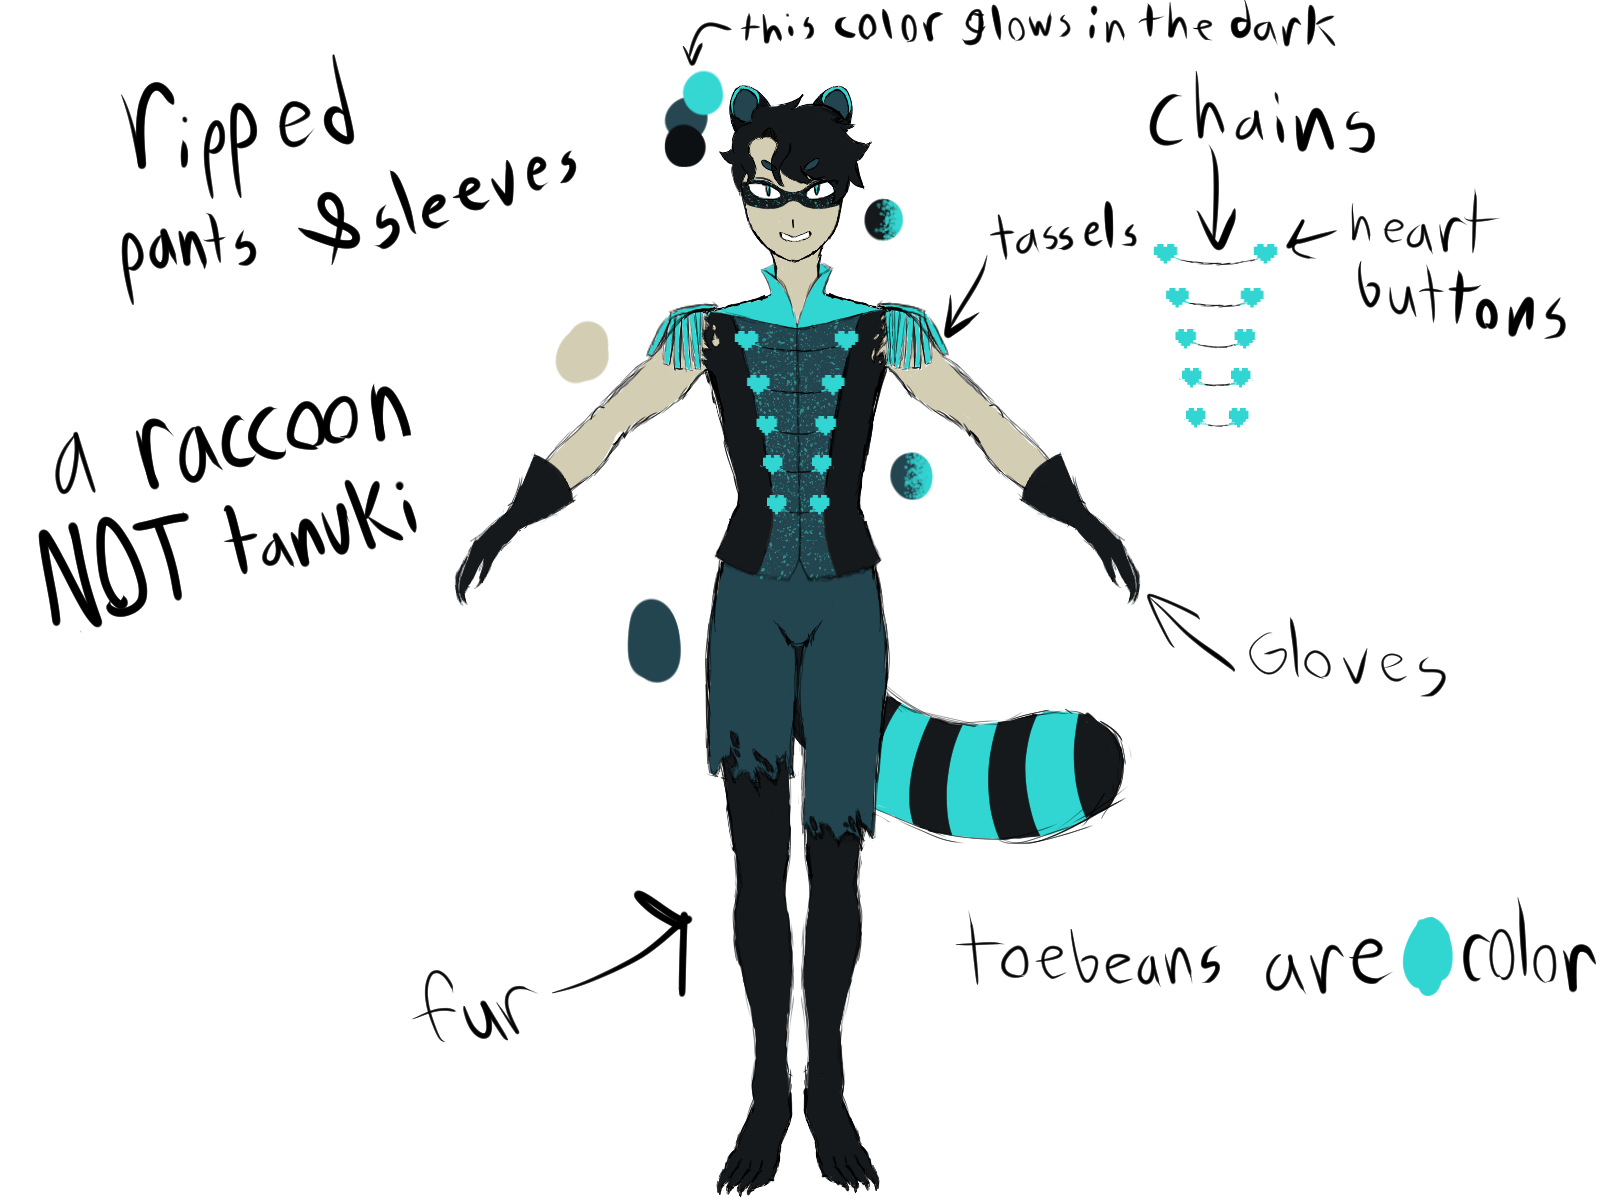 this color glows in the dark
ripped
pants & sleeves
chains
tassels
heart
buttons
a raccoon
NOT tanuki
Gloves
fur
toebeans are color